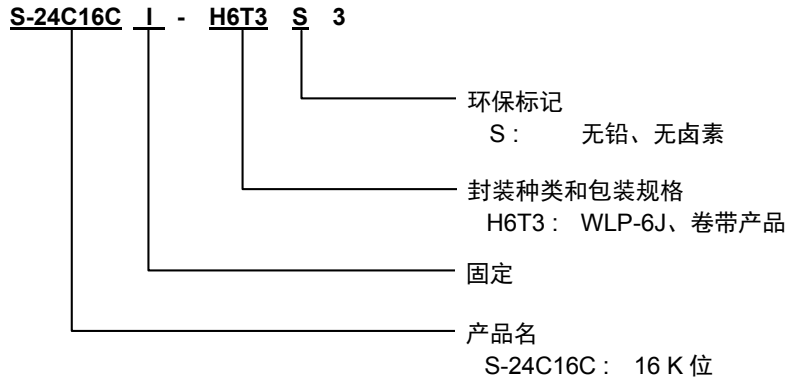 S-24C16C I - H6T3 S 3
环保标记
S : 无铅、无卤素
封装种类和包装规格
H6T3 : WLP-6J、卷带产品
固定
产品名
S-24C16C : 16 K 位